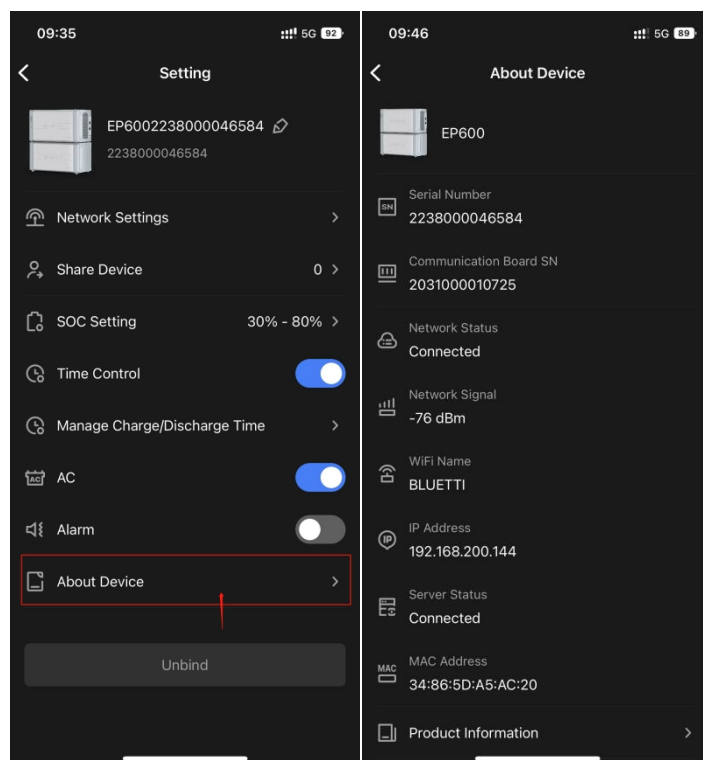 09:35
5G 92
Setting
EP6002238000046584
2238000046584
Network Settings
Share Device 0
SOC Setting 30% - 80%
Time Control
Manage Charge/Discharge Time
AC AC
Alarm
About Device
Unbind
09:46
5G 89
About Device
EP600
Serial Number
SN
2238000046584
Communication Board SN
2031000010725
Network Status
Connected
Network Signal
-76 dBm
WiFi Name
BLUETTI
IP Address
IP
192.168.200.144
Server Status
Connected
MAC MAC Address
34:86:5D:A5:AC:20
Product Information